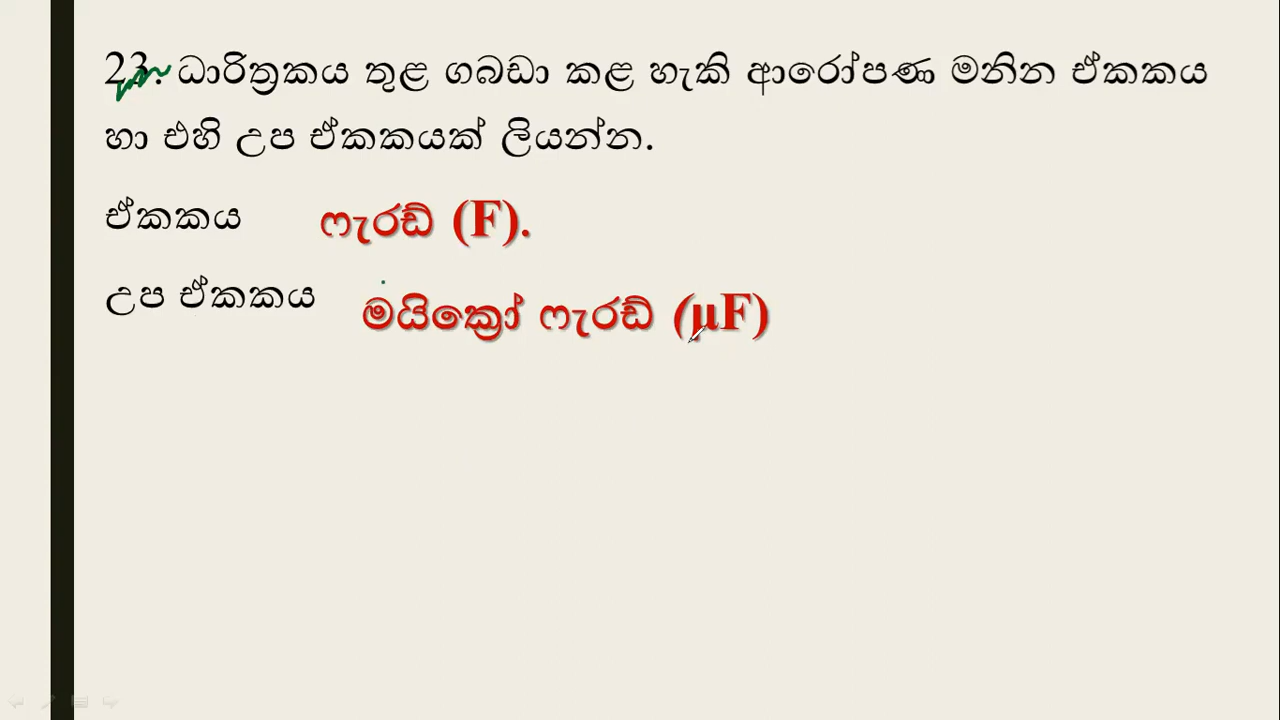 23. ධාරිත්‍රකය තුළ ගබඩා කළ හැකි ආරෝපණ මනින ඒකකය
හා එහි උප ඒකකයක් ලියන්න.
ඒකකය ෆැරඩ් (F).
උප ඒකකය මයික්‍රෝ ෆැරඩ් (μF)